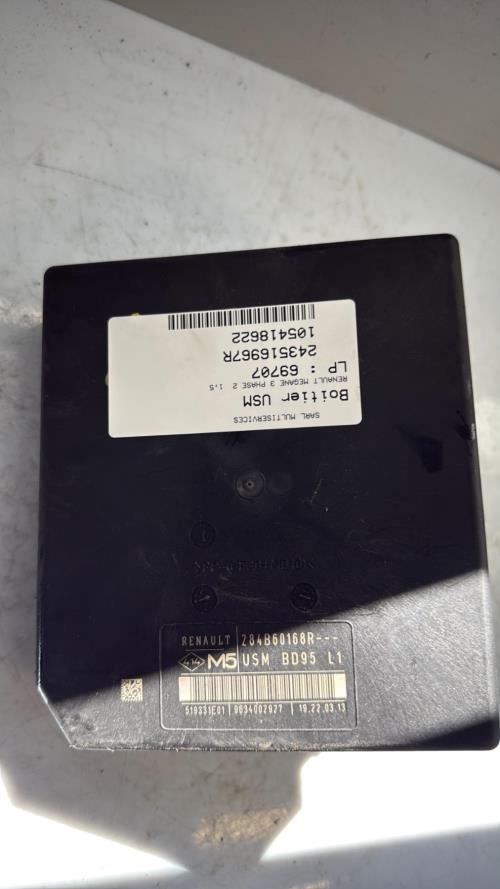 SARL MULTISERVICES
Boitier USM
RENAULT MEGANE 3 PHASE 2 1.5
LP : 69707
243516967R
105418622
RENAULT 284B60168R---
M5 USM BD95 L1
519331E01 9634002927 19.22.03.13